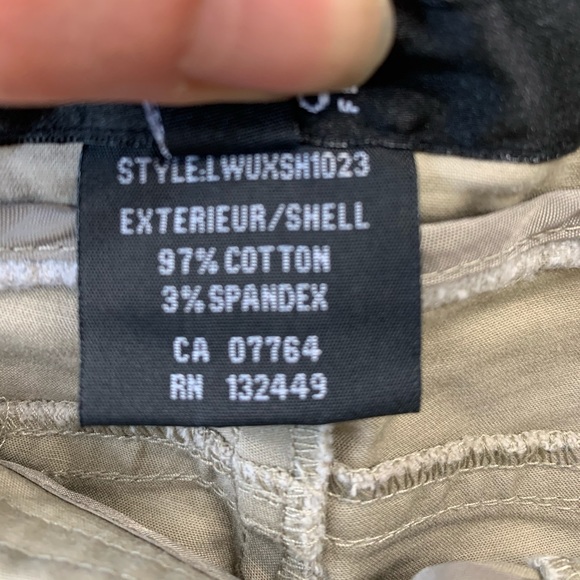 STYLE:LWUXSH1023
EXTERIEUR/SHELL
97% COTTON
3% SPANDEX
CA 07764
RN 132449